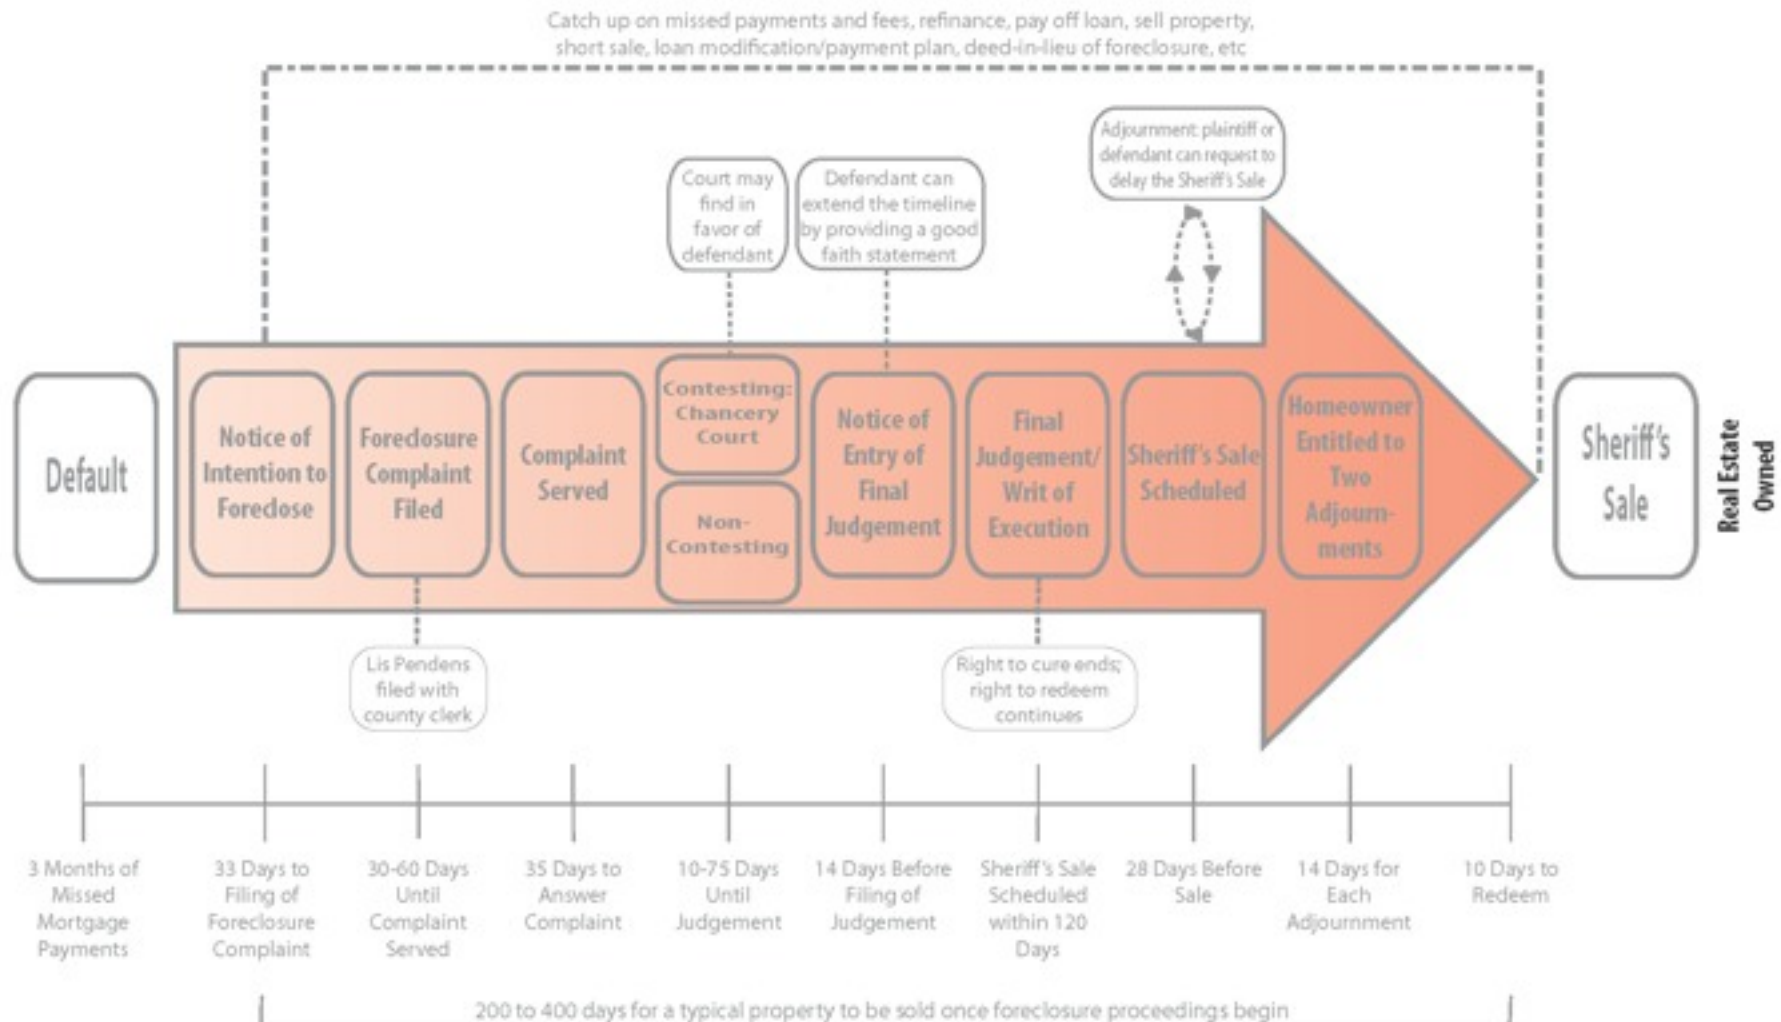 Catch up on missed payments and fees, refinance, pay off loan, sell property,
short sale, loan modification/payment plan, deed-in-lieu of foreclosure, etc
Adjournment: plaintiff or
defendant can request to
delay the Sheriff's Sale
Court may
find in
favor of
defendant
Defendant can
extend the timeline
by providing a good
faith statement
Default
Notice of
Intention to
Foreclose
Foreclosure
Complaint
Filed
Complaint
Served
Contesting:
Chancery
Court
Non-
Contesting
Notice of
Entry of
Final
Judgement
Final
Judgement/
Writ of
Execution
Sheriff's Sale
Scheduled
Homeowner
Entitled to
Two
Adjourn-
ments
Sheriff's
Sale
Real Estate
Owned
Lis Pendens
filed with
county clerk
Right to cure ends;
right to redeem
continues
3 Months of
Missed
Mortgage
Payments
33 Days to
Filing of
Foreclosure
Complaint
30-60 Days
Until
Complaint
Served
35 Days to
Answer
Complaint
10-75 Days
Until
Judgement
14 Days Before
Filing of
Judgement
Sheriff's Sale
Scheduled
within 120
Days
28 Days Before
Sale
14 Days for
Each
Adjournment
10 Days to
Redeem
200 to 400 days for a typical property to be sold once foreclosure proceedings begin